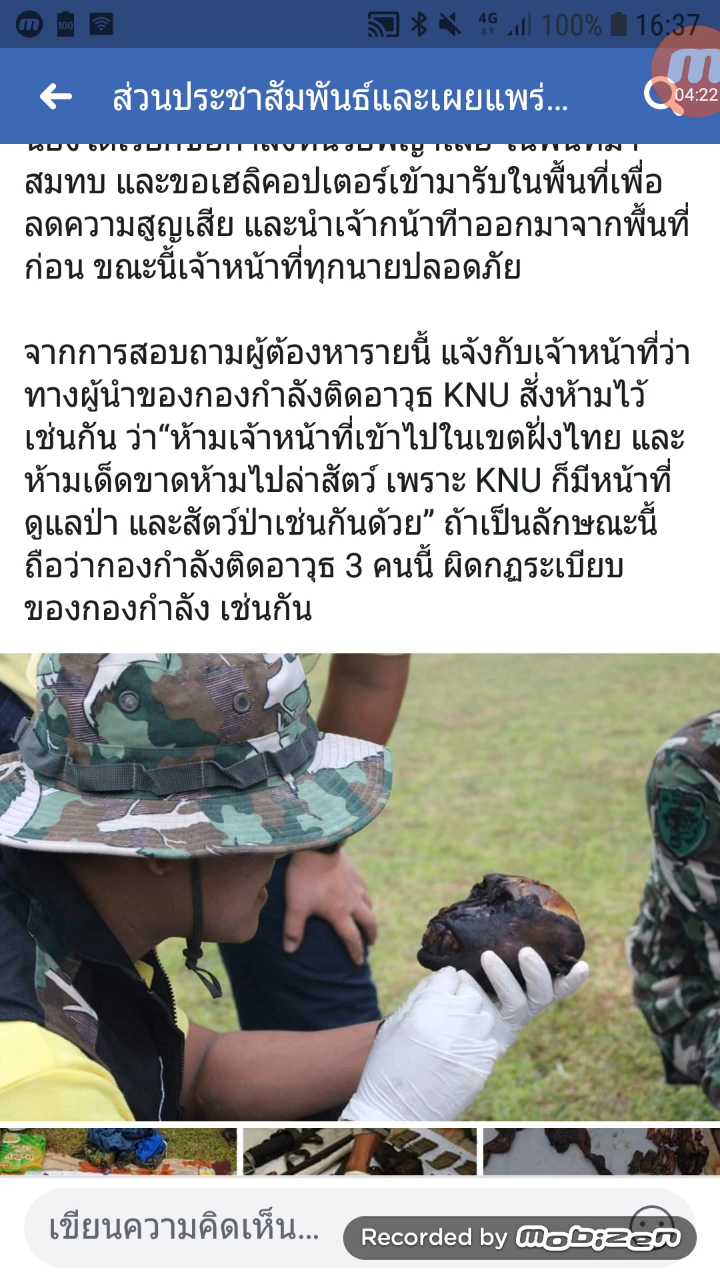 100
4G
100%
16:37
04:22
ส่วนประชาสัมพันธ์และเผยแพร่...
สมทบ และขอเฮลิคอปเตอร์เข้ามารับในพื้นที่เพื่อ
ลดความสูญเสีย และนำเจ้ากน้าทีาออกมาจากพื้นที่
ก่อน ขณะนี้เจ้าหน้าที่ทุกนายปลอดภัย
จากการสอบถามผู้ต้องหารายนี้ แจ้งกับเจ้าหน้าที่ว่า
ทางผู้นำของกองกำลังติดอาวุธ KNU สั่งห้ามไว้
เช่นกัน ว่า“ห้ามเจ้าหน้าที่เข้าไปในเขตฝั่งไทย และ
ห้ามเด็ดขาดห้ามไปล่าสัตว์ เพราะ KNU ก็มีหน้าที่
ดูแลป่า และสัตว์ป่าเช่นกันด้วย” ถ้าเป็นลักษณะนี้
ถือว่ากองกำลังติดอาวุธ 3 คนนี้ ผิดกฏระเบียบ
ของกองกำลัง เช่นกัน
เขียนความคิดเห็น...
Recorded by mobizen